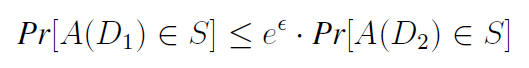 Pr[A(D₁) ∈ S] ≤ e^ϵ · Pr[A(D₂) ∈ S]